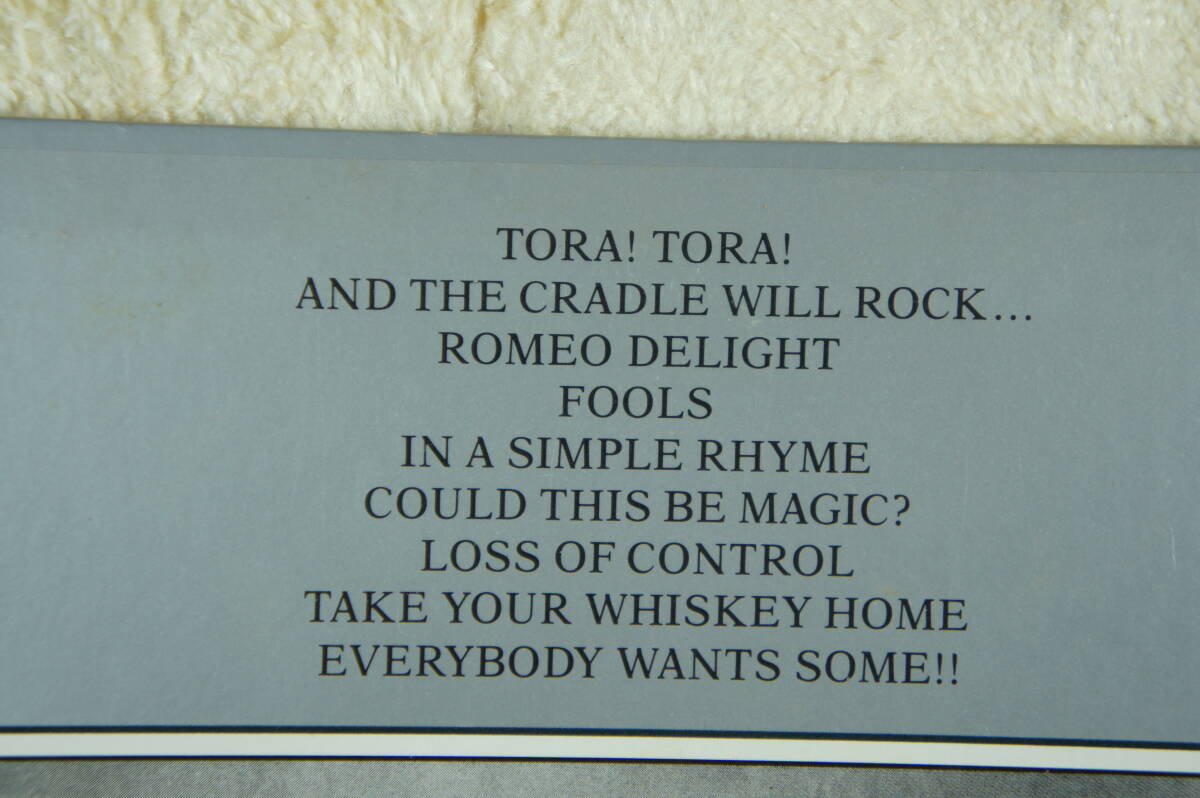 TORA! TORA!
AND THE CRADLE WILL ROCK...
ROMEO DELIGHT
FOOLS
IN A SIMPLE RHYME
COULD THIS BE MAGIC?
LOSS OF CONTROL
TAKE YOUR WHISKEY HOME
EVERYBODY WANTS SOME!!